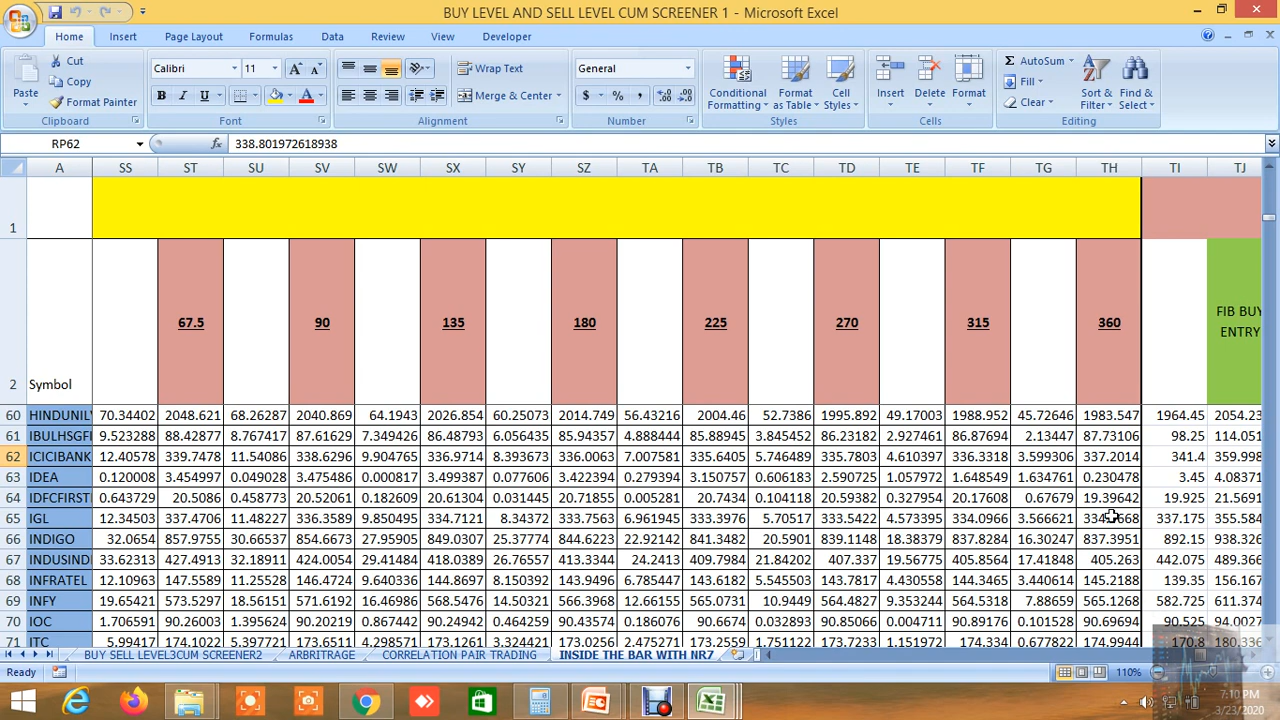 BUY LEVEL AND SELL LEVEL CUM SCREENER 1 - Microsoft Excel
Home Insert Page Layout Formulas Data Review View Developer
Paste Cut Copy Format Painter Clipboard
Calibri 11 B I U A A A Font
Wrap Text Merge & Center Alignment
General $ % , Number
Conditional Formatting Format as Table Cell Styles Styles
Insert Delete Format Cells
Σ AutoSum Fill Clear Sort & Filter Find & Select Editing
RP62 fx 338.801972618938
A SS ST SU SV SW SX SY SZ TA TB TC TD TE TF TG TH TI TJ
1
2 Symbol 67.5 90 135 180 225 270 315 360 FIB BUY ENTRY
60 HINDUNILV 70.34402 2048.621 68.26287 2040.869 64.1943 2026.854 60.25073 2014.749 56.43216 2004.46 52.7386 1995.892 49.17003 1988.952 45.72646 1983.547 1964.45 2054.23
61 IBULHSGFI 9.523288 88.42877 8.767417 87.61629 7.349426 86.48793 6.056435 85.94357 4.888444 85.88945 3.845452 86.23182 2.927461 86.87694 2.13447 87.73106 98.25 114.051
62 ICICIBANK 12.40578 339.7478 11.54086 338.6296 9.904765 336.9714 8.393673 336.0063 7.007581 335.6405 5.746489 335.7803 4.610397 336.3318 3.599306 337.2014 341.4 359.998
63 IDEA 0.120008 3.454997 0.049028 3.475486 0.000477 3.499387 0.077606 3.422394 0.279394 3.150757 0.606183 2.590725 1.057972 1.648549 1.634761 0.230478 3.45 4.08371
64 IDFCFIRST 0.643729 20.5086 0.458773 20.52061 0.182609 20.61304 0.031445 20.71855 0.005281 20.7434 0.104118 20.59382 0.327954 20.17608 0.67679 19.39642 19.925 21.5691
65 IGL 12.34503 337.4706 11.48227 336.3589 9.850495 334.7121 8.34372 333.7563 6.961945 333.3976 5.70517 333.5422 4.573395 334.0966 3.566621 337.175 355.584
66 INDIGO 32.0654 857.9755 30.66537 854.6673 27.95905 849.0307 25.37774 844.6223 22.92142 841.3482 20.5901 839.1148 18.38379 837.8284 16.30247 837.3951 892.15 938.326
67 INDUSIND 33.62313 427.4913 32.18911 424.0054 29.41484 418.0389 26.76557 413.3344 24.2413 409.7984 21.84202 407.337 19.56775 405.8564 17.41848 405.263 442.075 489.366
68 INFRATEL 12.10963 147.5589 11.25528 146.4724 9.640336 144.8697 8.150392 143.9496 6.785447 143.6182 5.545503 143.7817 4.430558 144.3465 3.440614 145.2188 139.35 156.167
69 INFY 19.65421 573.5297 18.56151 571.6192 16.46986 568.5476 14.50321 566.3968 12.66155 565.0731 10.9449 564.4827 9.353244 564.5318 7.88659 565.1268 582.725 611.374
70 IOC 1.706591 90.26003 1.395624 90.20219 0.867442 90.24942 0.464259 90.43574 0.186076 90.6674 0.032893 90.85066 0.004711 90.89176 0.101528 90.69694 90.525 94.0027
71 ITC 5.99417 174.1022 5.397721 173.6511 4.298571 173.1261 3.324421 173.0256 2.475271 173.2559 1.751122 173.7233 1.151972 174.334 0.677822 174.9944 170.8 180.336
BUY SELL LEVEL3CUM SCREENER2 ARBRITRAGE CORRELATION PAIR TRADING INSIDE THE BAR WITH NR7
Ready 110%
7:10 PM
3/23/2020